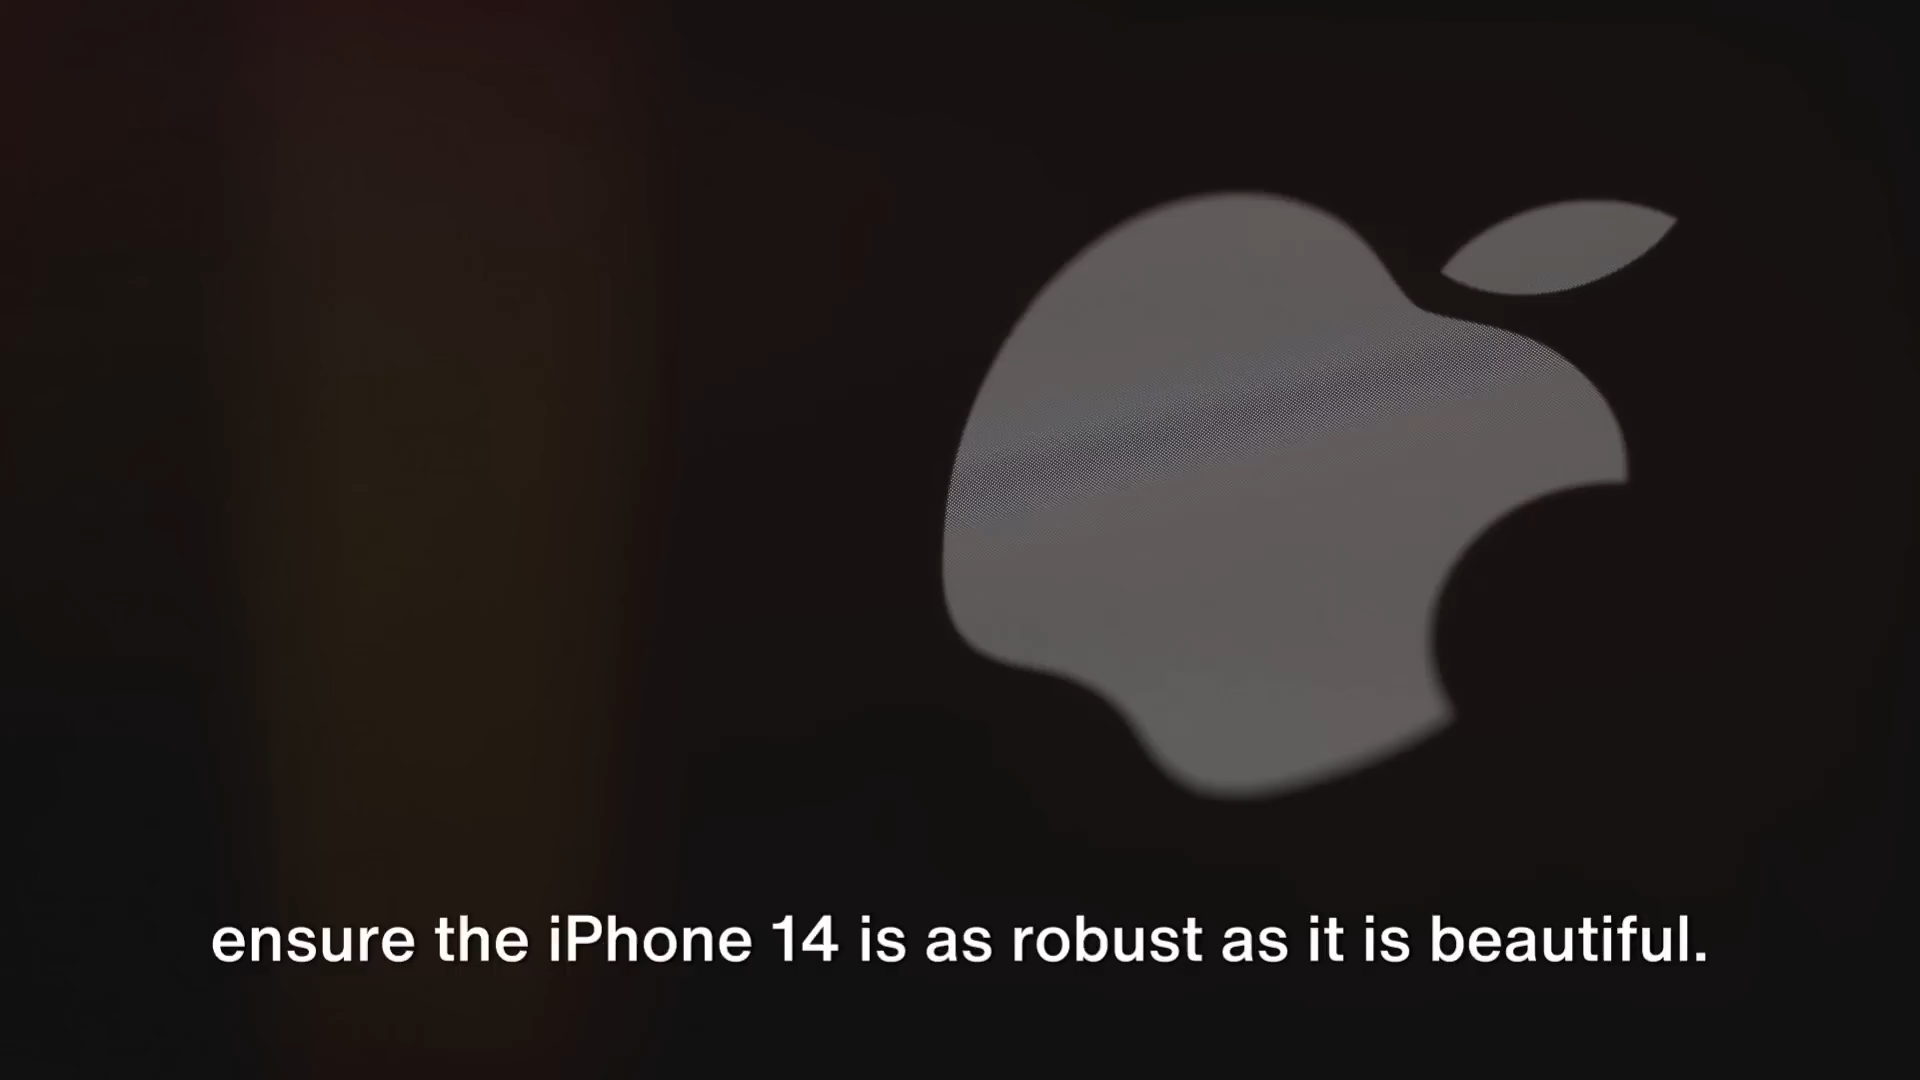 ensure the iPhone 14 is as robust as it is beautiful.